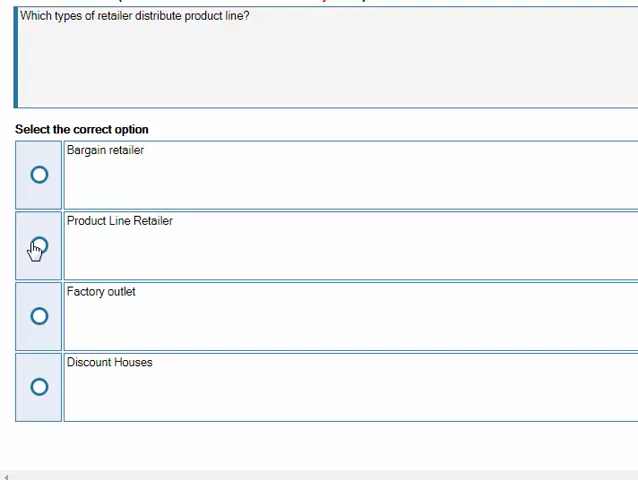 Which types of retailer distribute product line?
Select the correct option
Bargain retailer
Product Line Retailer
Factory outlet
Discount Houses